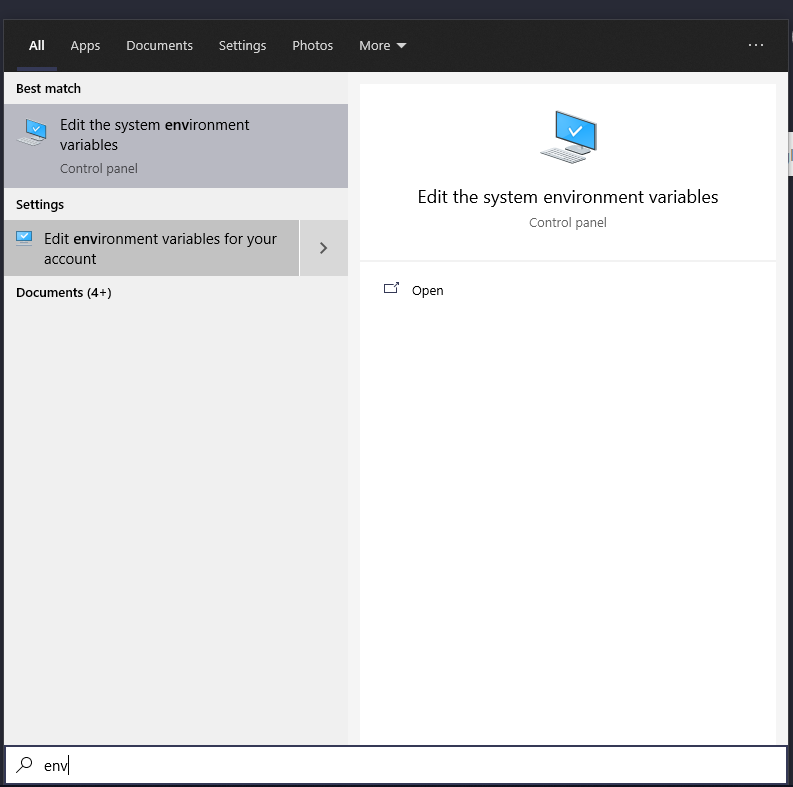 All Apps Documents Settings Photos More ...
Best match
Edit the system environment
variables
Control panel
Settings
Edit environment variables for your
account
Documents (4+)
Edit the system environment variables
Control panel
Open
env